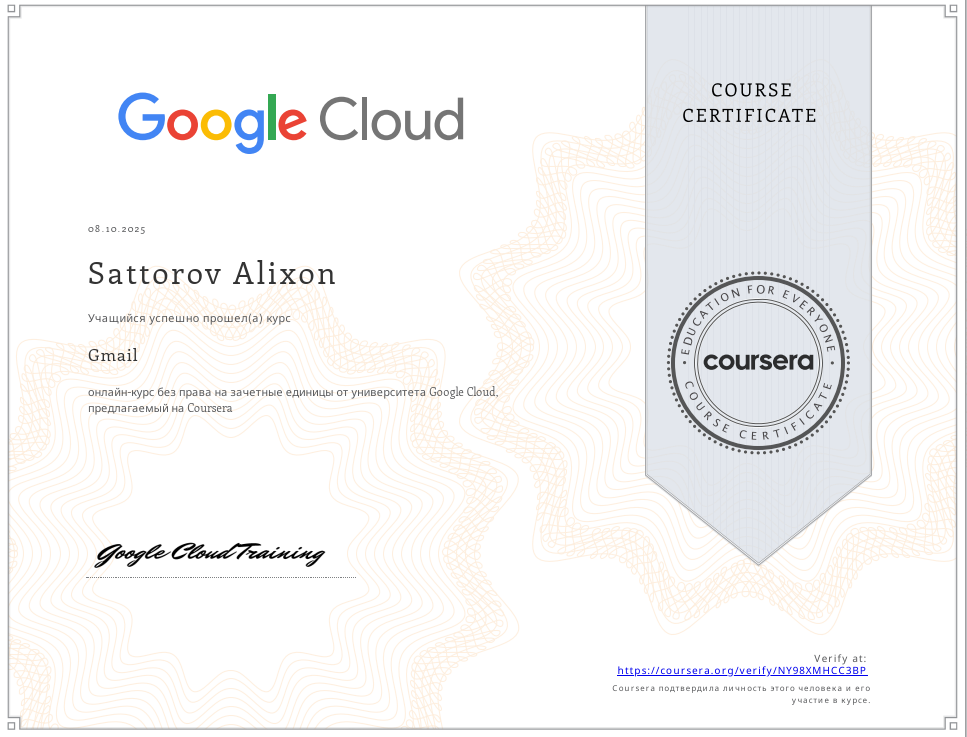 Google Cloud
COURSE
CERTIFICATE
08.10.2025
Sattorov Alixon
Учащийся успешно прошел(а) курс
Gmail
онлайн-курс без права на зачетные единицы от университета Google Cloud,
предлагаемый на Coursera
EDUCATION FOR EVERYONE
coursera
COURSE CERTIFICATE
Google Cloud Training
Verify at:
https://coursera.org/verify/NY98XMHCC3BP
Coursera подтвердила личность этого человека и его
участие в курсе.